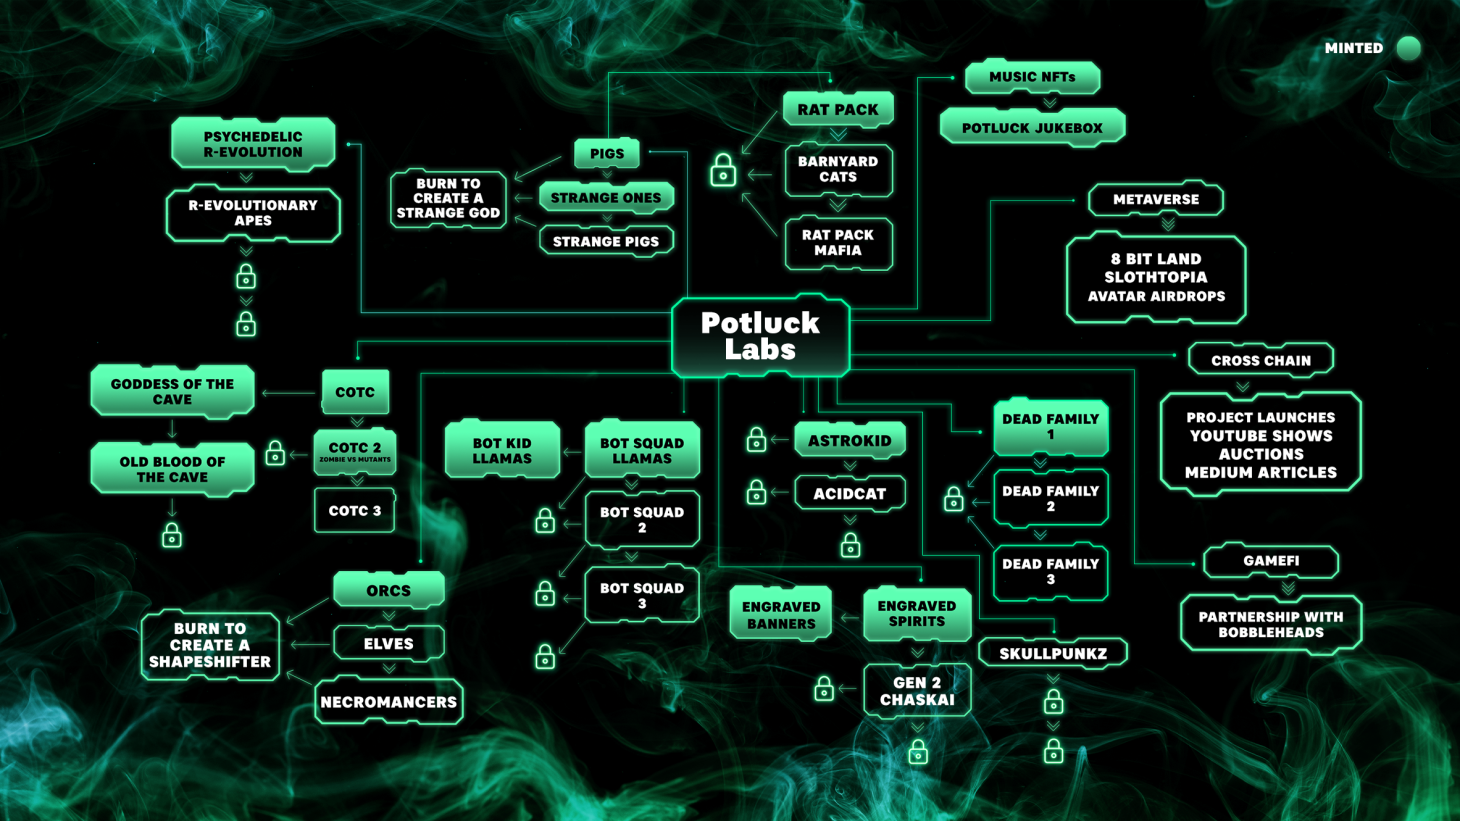 MINTED
MUSIC NFTs
POTLUCK JUKEBOX
RAT PACK
BARNYARD
CATS
RAT PACK
MAFIA
PIGS
STRANGE ONES
STRANGE PIGS
BURN TO
CREATE A
STRANGE GOD
PSYCHEDELIC
R-EVOLUTION
R-EVOLUTIONARY
APES
METAVERSE
8 BIT LAND
SLOTHTOPIA
AVATAR AIRDROPS
Potluck
Labs
CROSS CHAIN
PROJECT LAUNCHES
YOUTUBE SHOWS
AUCTIONS
MEDIUM ARTICLES
COTC
GODDESS OF THE
CAVE
OLD BLOOD OF
THE CAVE
COTC 2
ZOMBIE VS MUTANTS
COTC 3
BOT KID
LLAMAS
BOT SQUAD
LLAMAS
BOT SQUAD
2
BOT SQUAD
3
ASTROKID
ACIDCAT
DEAD FAMILY
1
DEAD FAMILY
2
DEAD FAMILY
3
GAMEFI
PARTNERSHIP WITH
BOBBLEHEADS
ORCS
ELVES
NECROMANCERS
BURN TO
CREATE A
SHAPESHIFTER
ENGRAVED
BANNERS
ENGRAVED
SPIRITS
GEN 2
CHASKAI
SKULLPUNKZ